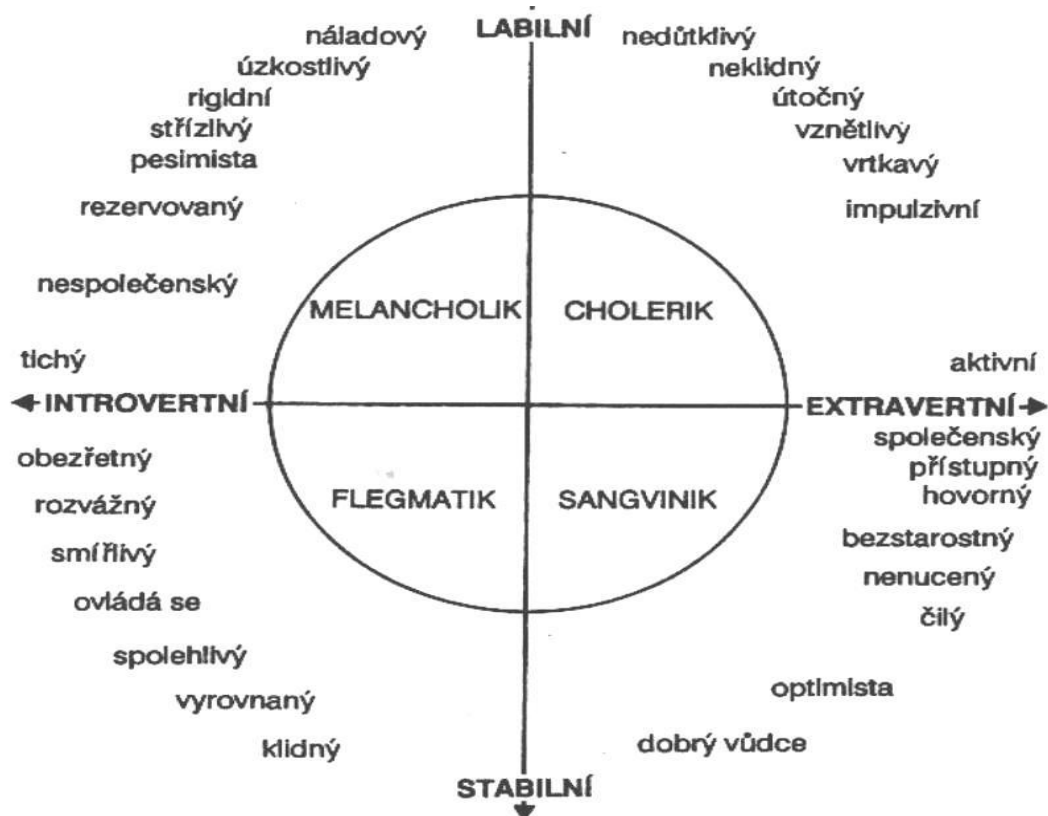 LABILNÍ
náladový
úzkostlivý
rigidní
střízlivý
pesimista
rezervovaný
nespolečenský
tichý
nedůtklivý
neklidný
útočný
vznětlivý
vrtkavý
impulzivní
aktivní
MELANCHOLIK
CHOLERIK
INTROVERTNÍ
EXTRAVERTNÍ
FLEGMATIK
SANGVINIK
obezřetný
rozvážný
smířlivý
ovládá se
spolehlivý
vyrovnaný
klidný
společenský
přístupný
hovorný
bezstarostný
nenucený
čilý
optimista
dobrý vůdce
STABILNÍ